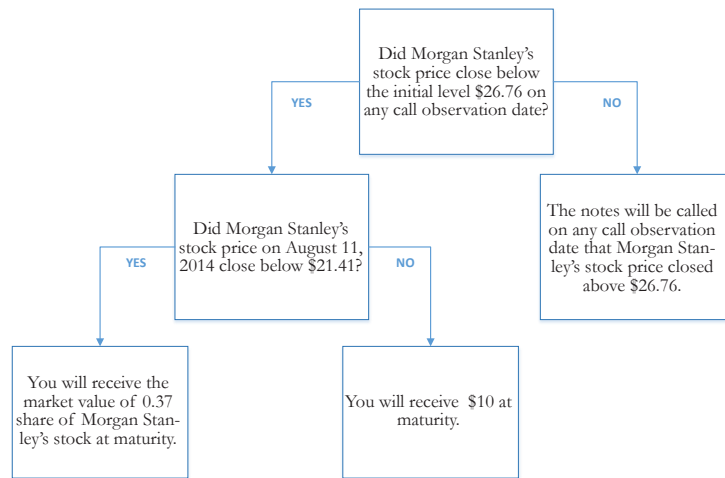 Did Morgan Stanley's
stock price close below
the initial level $26.76 on
any call observation date?
YES
NO
Did Morgan Stanley's
stock price on August 11,
2014 close below $21.41?
The notes will be called
on any call observation
date that Morgan Stan-
ley's stock price closed
above $26.76.
YES
NO
You will receive the
market value of 0.37
share of Morgan Stan-
ley's stock at maturity.
You will receive  $10 at
maturity.